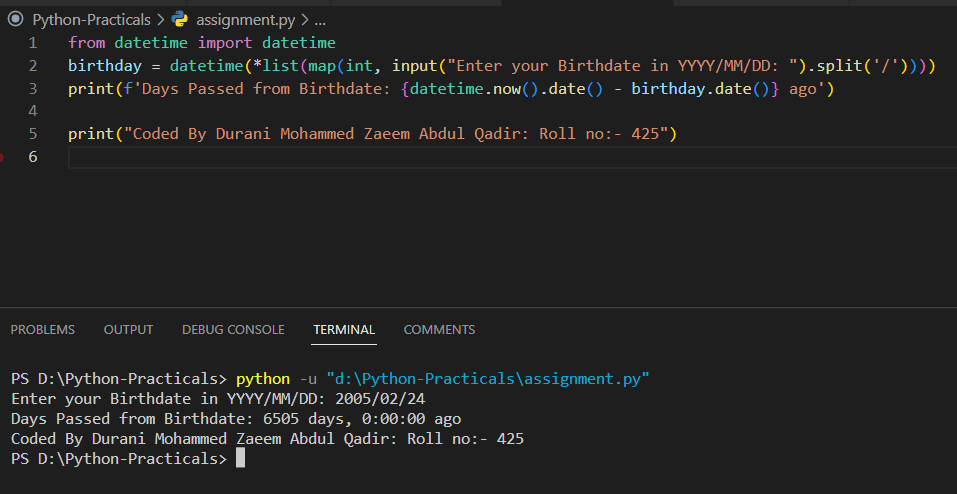 Python-Practicals > assignment.py > ...
1 from datetime import datetime
2 birthday = datetime(*list(map(int, input("Enter your Birthdate in YYYY/MM/DD: ").split('/'))))
3 print(f'Days Passed from Birthdate: {datetime.now().date() - birthday.date()} ago')
4
5 print("Coded By Durani Mohammed Zaeem Abdul Qadir: Roll no:- 425")
6
PROBLEMS OUTPUT DEBUG CONSOLE TERMINAL COMMENTS
PS D:\Python-Practicals> python -u "d:\Python-Practicals\assignment.py"
Enter your Birthdate in YYYY/MM/DD: 2005/02/24
Days Passed from Birthdate: 6505 days, 0:00:00 ago
Coded By Durani Mohammed Zaeem Abdul Qadir: Roll no:- 425
PS D:\Python-Practicals>